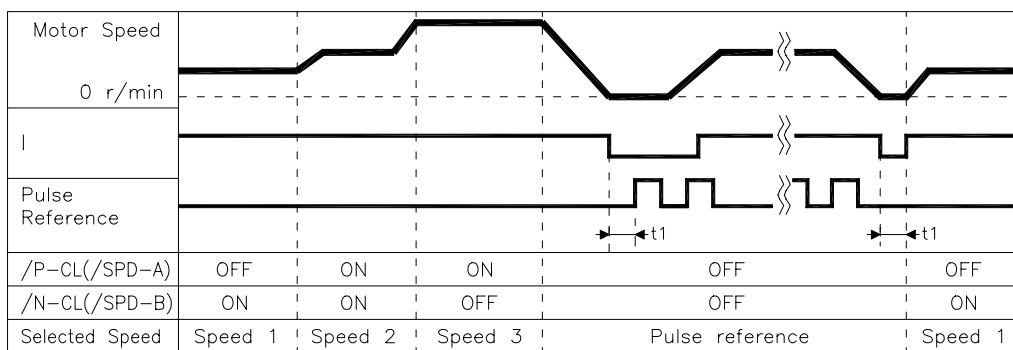 Motor Speed
0 r/min
I
Pulse
Reference
t1
t1
/P-CL(/SPD-A) OFF ON ON OFF OFF
/N-CL(/SPD-B) ON ON OFF OFF ON
Selected Speed Speed 1 Speed 2 Speed 3 Pulse reference Speed 1